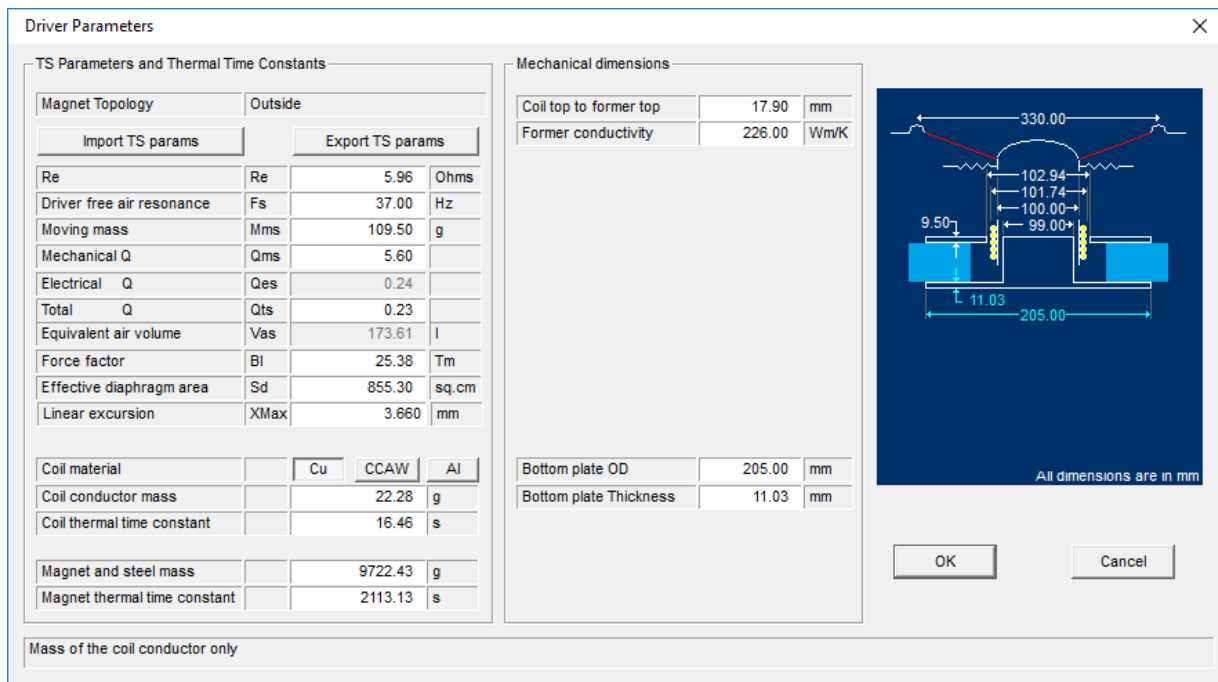 Driver Parameters
TS Parameters and Thermal Time Constants
Magnet Topology Outside
Import TS params Export TS params
Re Re 5.96 Ohms
Driver free air resonance Fs 37.00 Hz
Moving mass Mms 109.50 g
Mechanical Q Qms 5.60
Electrical Q Qes 0.24
Total Q Qts 0.23
Equivalent air volume Vas 173.61 l
Force factor Bl 25.38 Tm
Effective diaphragm area Sd 855.30 sq.cm
Linear excursion XMax 3.660 mm
Coil material Cu CCAW Al
Coil conductor mass 22.28 g
Coil thermal time constant 16.46 s
Magnet and steel mass 9722.43 g
Magnet thermal time constant 2113.13 s
Mechanical dimensions
Coil top to former top 17.90 mm
Former conductivity 226.00 Wm/K
Bottom plate OD 205.00 mm
Bottom plate Thickness 11.03 mm
330.00
102.94
101.74
100.00
9.50 99.00
11.03
205.00
All dimensions are in mm
OK Cancel
Mass of the coil conductor only